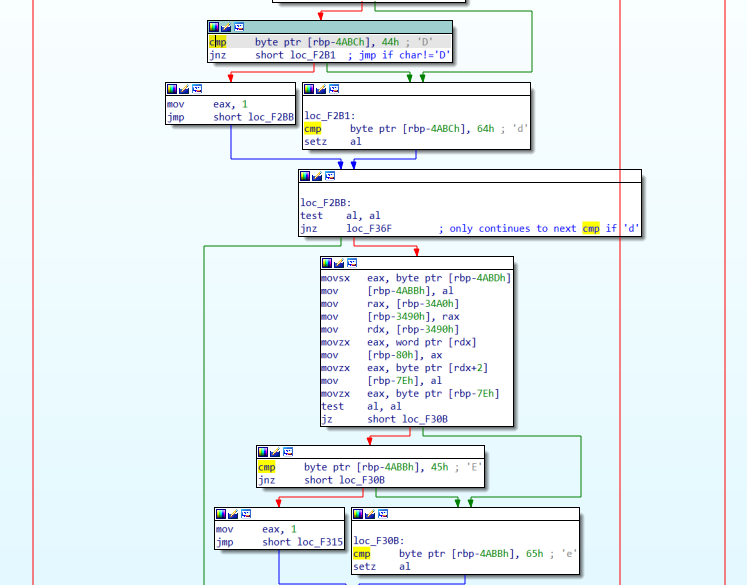 cmp byte ptr [rbp-4ABCh], 44h ; 'D'
jnz short loc_F2B1 ; jmp if char!='D'
mov eax, 1
jmp short loc_F2BB
loc_F2B1:
cmp byte ptr [rbp-4ABCh], 64h ; 'd'
setz al
loc_F2BB:
test al, al
jnz loc_F36F ; only continues to next cmp if 'd'
movsx eax, byte ptr [rbp-4ABDh]
mov [rbp-4ABBh], al
mov rax, [rbp-34A0h]
mov [rbp-3490h], rax
mov rdx, [rbp-3490h]
movzx eax, word ptr [rdx]
mov [rbp-80h], ax
movzx eax, byte ptr [rdx+2]
mov [rbp-7Eh], al
movzx eax, byte ptr [rbp-7Eh]
test al, al
jz short loc_F30B
cmp byte ptr [rbp-4ABBh], 45h ; 'E'
jnz short loc_F30B
mov eax, 1
jmp short loc_F315
loc_F30B:
cmp byte ptr [rbp-4ABBh], 65h ; 'e'
setz al